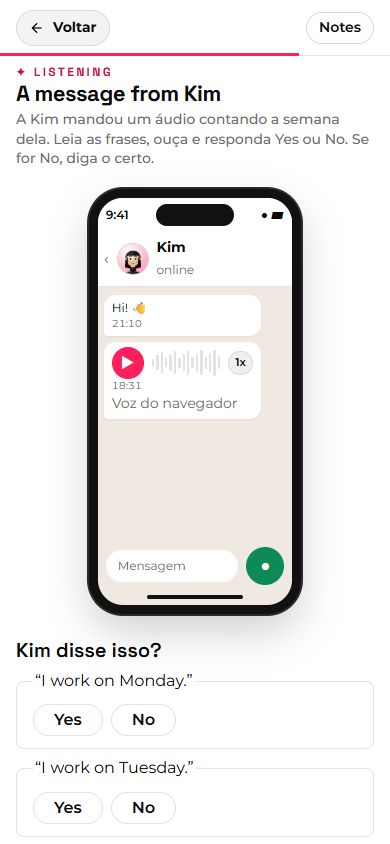 Voltar
Notes
LISTENING
A message from Kim
A Kim mandou um áudio contando a semana
dela. Leia as frases, ouça e responda Yes ou No. Se
for No, diga o certo.
9:41
Kim
online
Hi! 👋
21:10
1x
18:31
Voz do navegador
Mensagem
Kim disse isso?
“I work on Monday.”
Yes No
“I work on Tuesday.”
Yes No